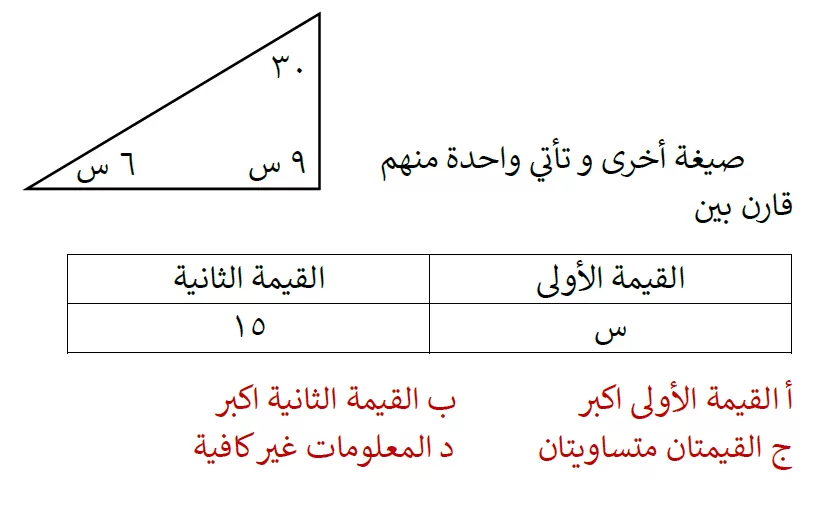 ٣٠
٩ س
٦ س
صيغة أخرى و تأتي واحدة منهم
قارن بين
القيمة الأولى القيمة الثانية
س ١٥
أ القيمة الأولى اكبر ب القيمة الثانية اكبر
ج القيمتان متساويتان د المعلومات غير كافية